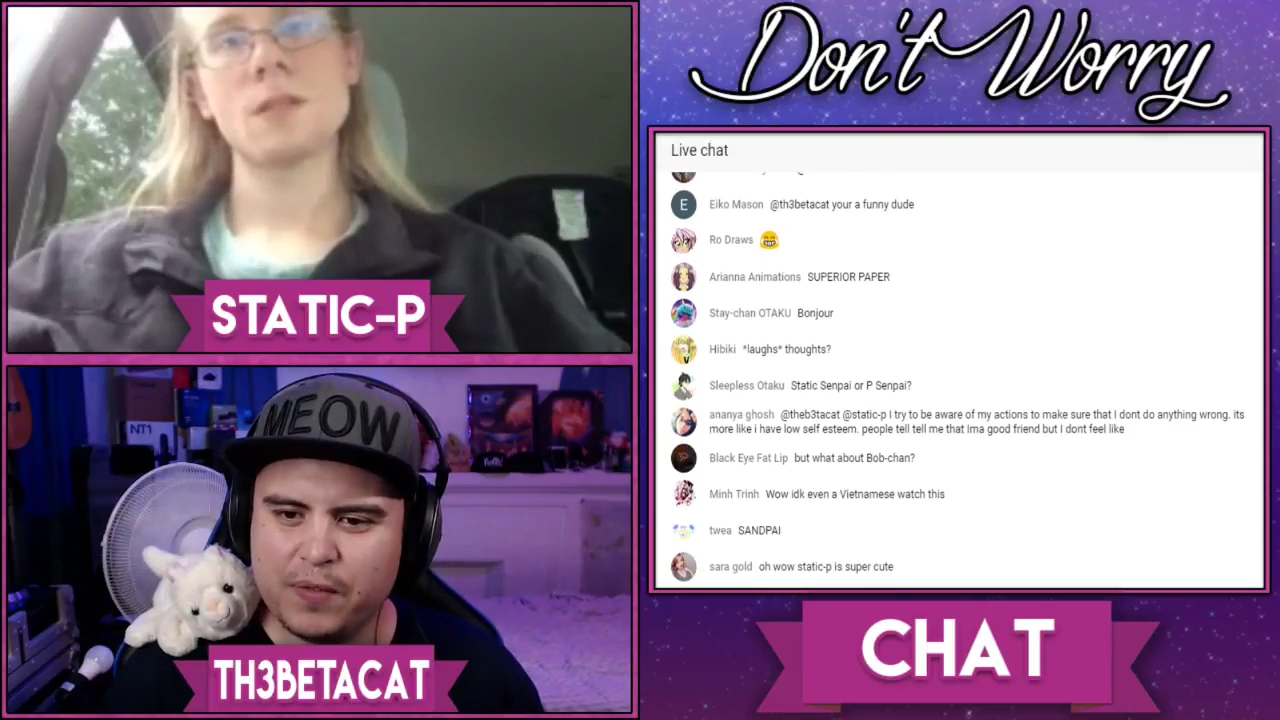 Don't Worry
STATIC-P
Live chat
E
Eiko Mason @th3betacat your a funny dude
Ro Draws
Arianna Animations SUPERIOR PAPER
Stay-chan OTAKU Bonjour
Hibiki *laughs* thoughts?
Sleepless Otaku Static Senpai or P Senpai?
ananya ghosh @theb3tacat @static-p I try to be aware of my actions to make sure that I dont do anything wrong. its
more like i have low self esteem. people tell tell me that Ima good friend but I dont feel like
Black Eye Fat Lip but what about Bob-chan?
Minh Trinh Wow idk even a Vietnamese watch this
twea SANDPAI
sara gold oh wow static-p is super cute
MEOW
NT1
TH3BETACAT
CHAT